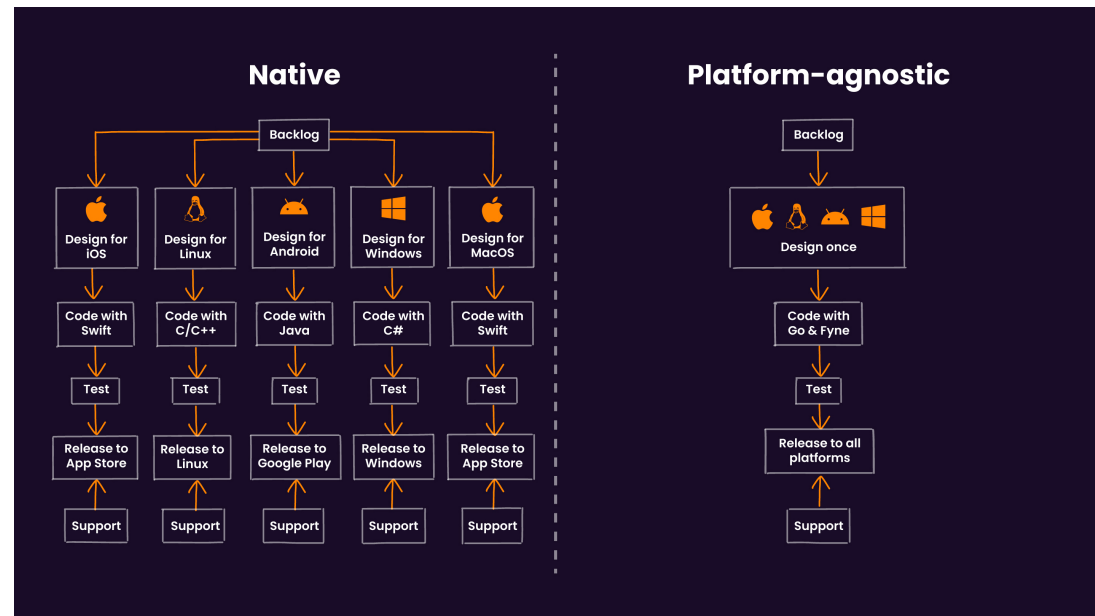 Native
Platform-agnostic
Backlog
Backlog
Design for
iOS
Design for
Linux
Design for
Android
Design for
Windows
Design for
MacOS
Design once
Code with
Swift
Code with
C/C++
Code with
Java
Code with
C#
Code with
Swift
Code with
Go & Fyne
Test
Test
Test
Test
Test
Test
Release to
App Store
Release to
Linux
Release to
Google Play
Release to
Windows
Release to
App Store
Release to all
platforms
Support
Support
Support
Support
Support
Support